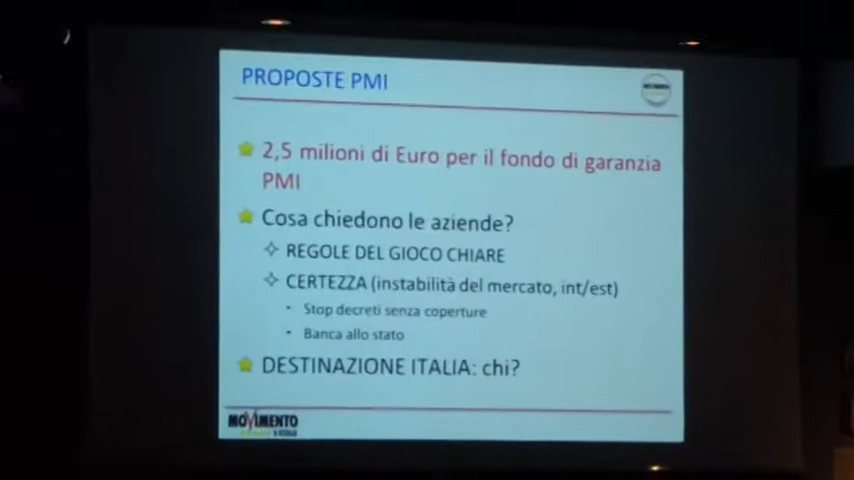 PROPOSTE PMI
MOVIMENTO
2,5 milioni di Euro per il fondo di garanzia
PMI
Cosa chiedono le aziende?
REGOLE DEL GIOCO CHIARE
CERTEZZA (instabilità del mercato, int/est)
Stop decreti senza coperture
Banca allo stato
DESTINAZIONE ITALIA: chi?
MOVIMENTO